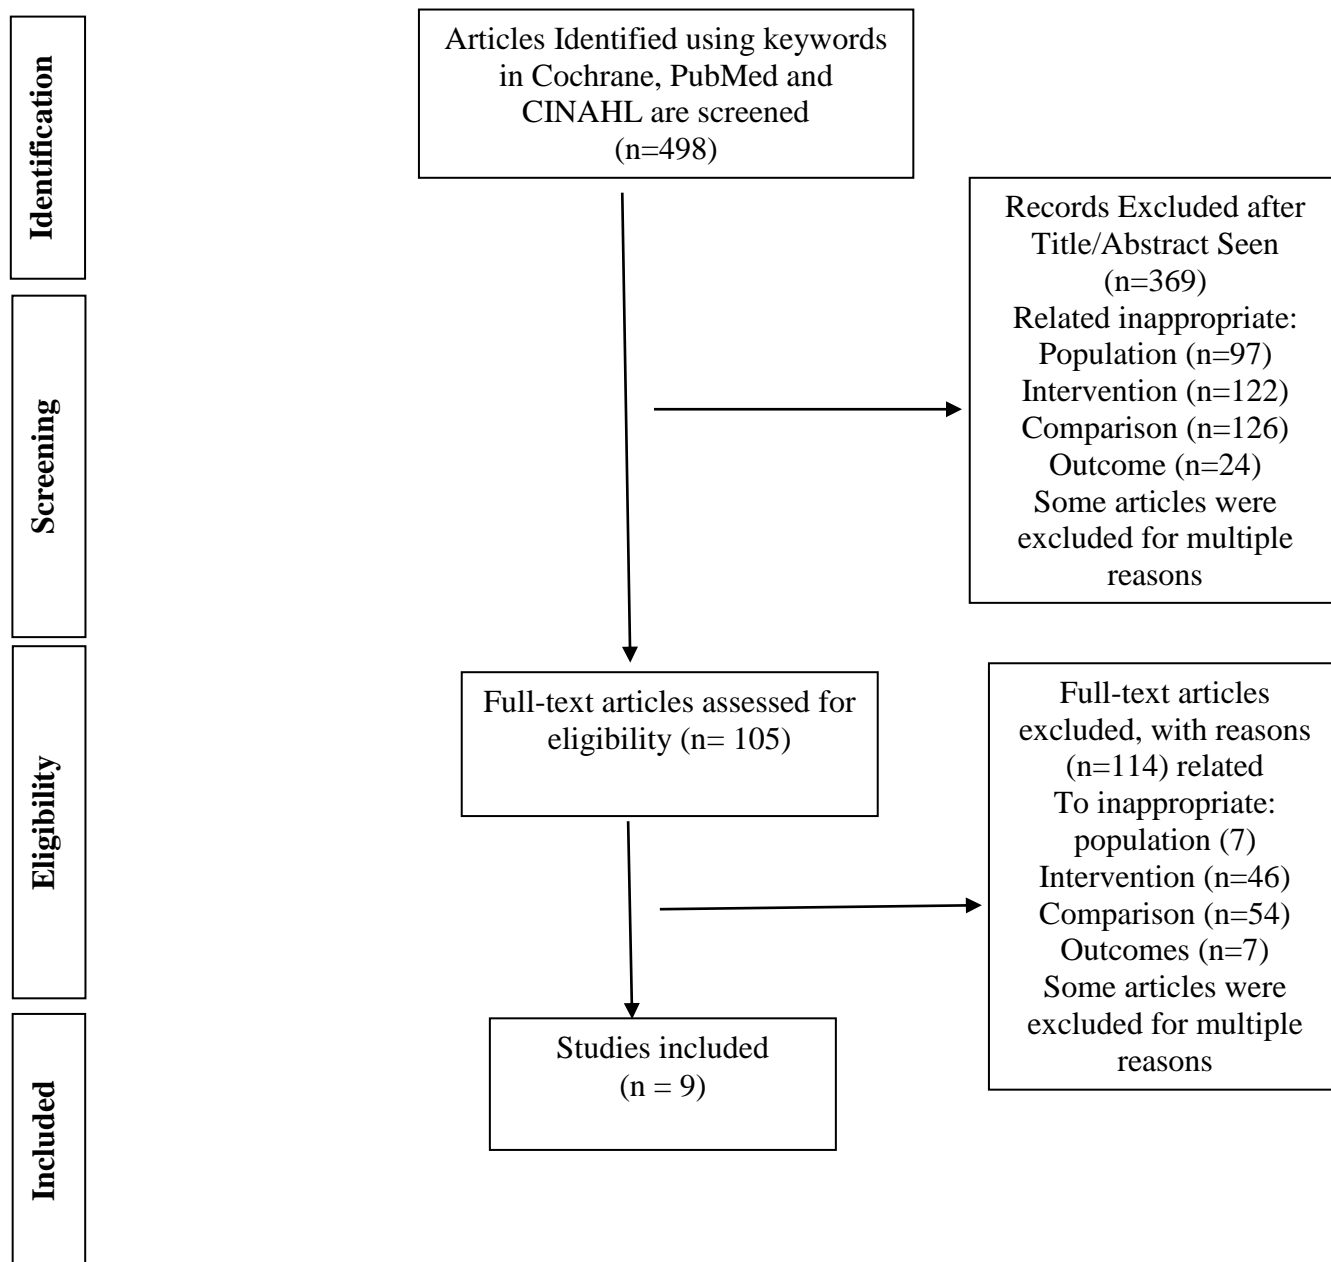 Identification
Articles Identified using keywords
in Cochrane, PubMed and
CINAHL are screened
(n=498)
Records Excluded after
Title/Abstract Seen
(n=369)
Related inappropriate:
Population (n=97)
Intervention (n=122)
Comparison (n=126)
Outcome (n=24)
Some articles were
excluded for multiple
reasons
Screening
Full-text articles assessed for
eligibility (n= 105)
Eligibility
Full-text articles
excluded, with reasons
(n=114) related
To inappropriate:
population (7)
Intervention (n=46)
Comparison (n=54)
Outcomes (n=7)
Some articles were
excluded for multiple
reasons
Studies included
(n = 9)
Included